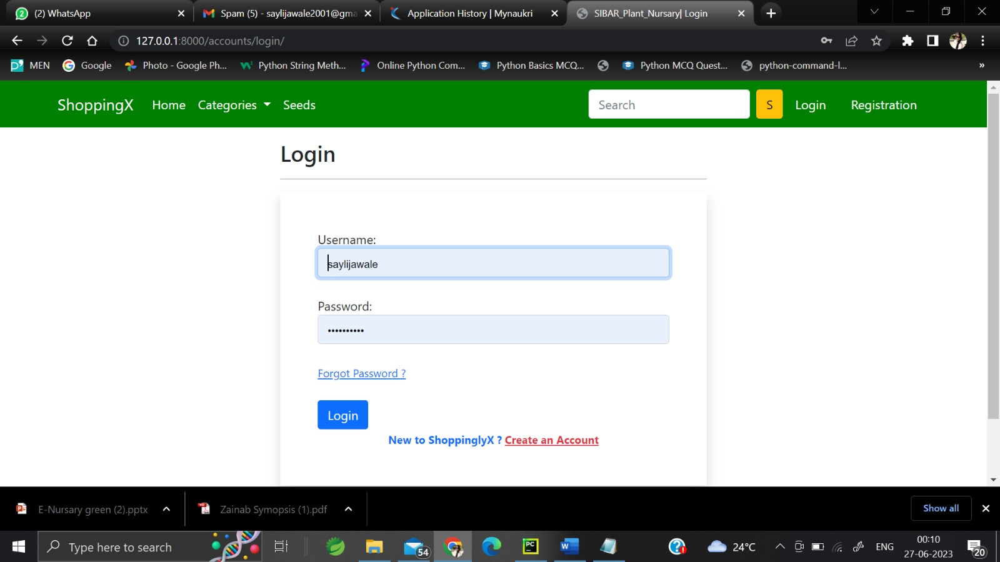 (2) WhatsApp
Spam (5) - saylijawale2001@gma
Application History | Mynaukri
SIBAR_Plant_Nursary| Login
127.0.0.1:8000/accounts/login/
MEN
Google
Photo - Google Ph...
Python String Meth...
Online Python Com...
Python Basics MCQ...
Python MCQ Quest...
python-command-l...
»
ShoppingX
Home
Categories
Seeds
Search
S
Login
Registration
Login
Username:
saylijawale
Password:
••••••••••
Forgot Password ?
Login
New to ShoppinglyX ? Create an Account
E-Nursary green (2).pptx
Zainab Symopsis (1).pdf
Show all
Type here to search
54
PC
W
24°C
ENG
00:10
27-06-2023
20